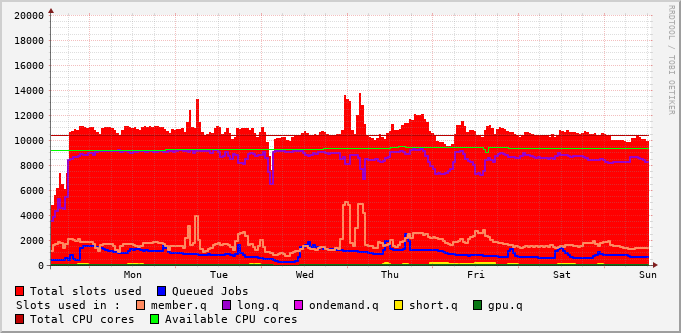 20000
18000
16000
14000
12000
10000
8000
6000
4000
2000
0
Mon Tue Wed Thu Fri Sat Sun
RRDTOOL / TOBI OETIKER
Total slots used Queued Jobs
Slots used in : member.q long.q ondemand.q short.q gpu.q
Total CPU cores Available CPU cores